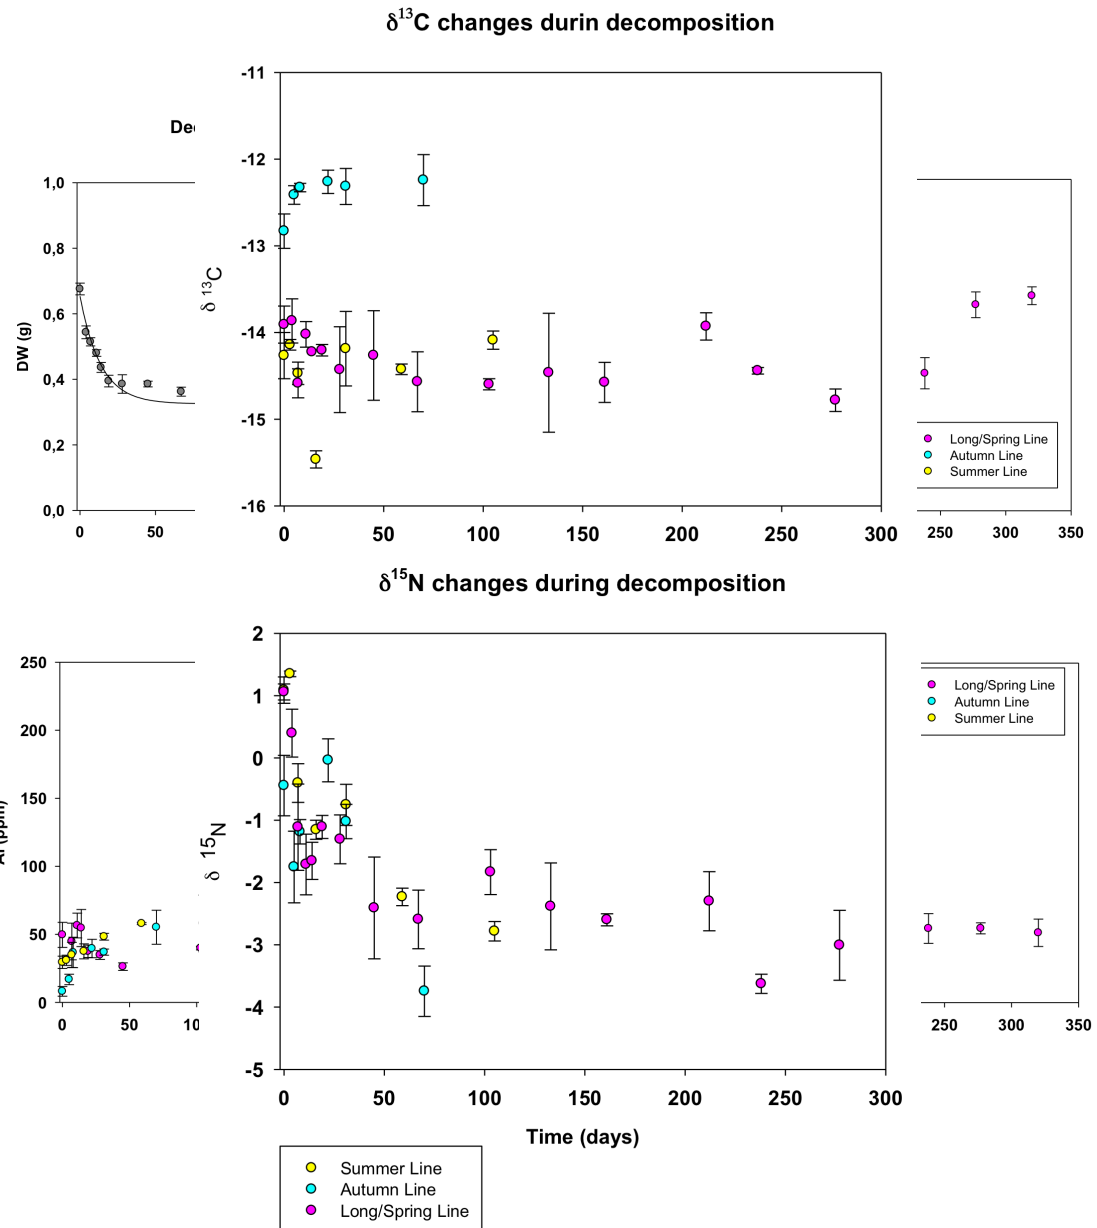 δ13C changes durin decomposition
-11
-12
-13
-14
-15
-16
δ 13C
0 50 100 150 200 250 300
1,0
0,8
0,6
0,4
0,2
0,0
DW (g)
0 50
Long/Spring Line
Autumn Line
Summer Line
250 300 350
δ15N changes during decomposition
2
1
0
-1
-2
-3
-4
-5
δ 15N
0 50 100 150 200 250 300
Time (days)
250
200
150
100
50
0
(ppm)
0 50
Long/Spring Line
Autumn Line
Summer Line
250 300 350
Summer Line
Autumn Line
Long/Spring Line